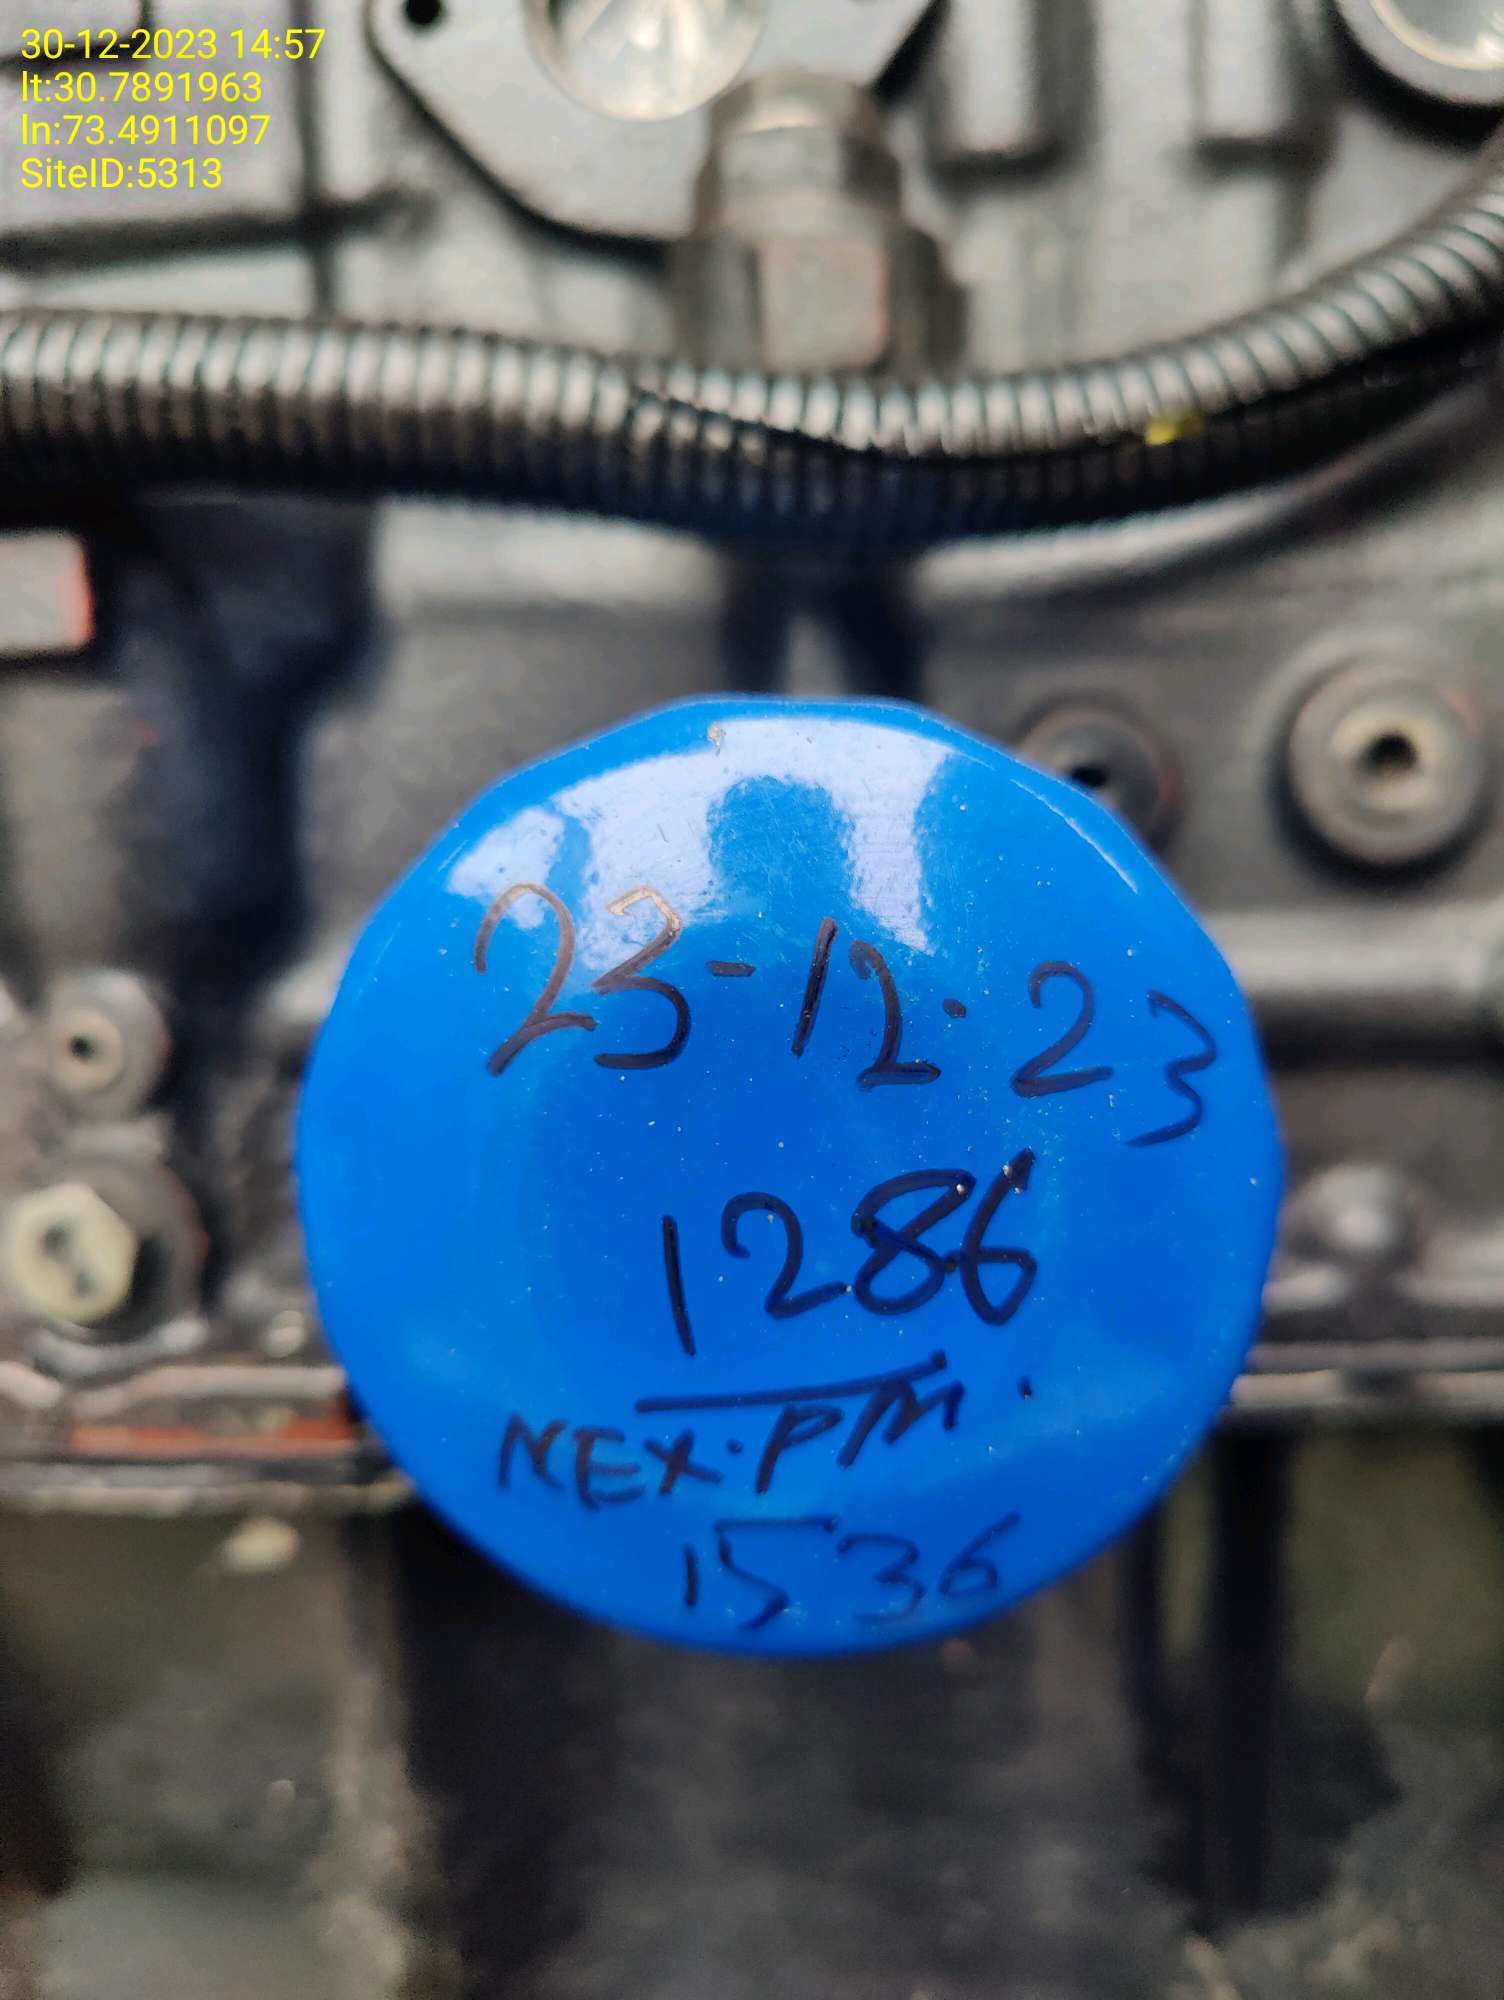 30-12-2023 14:57
lt:30.7891963
ln:73.4911097
SiteID:5313
23-12.23
1286
NEX.PM.
1536